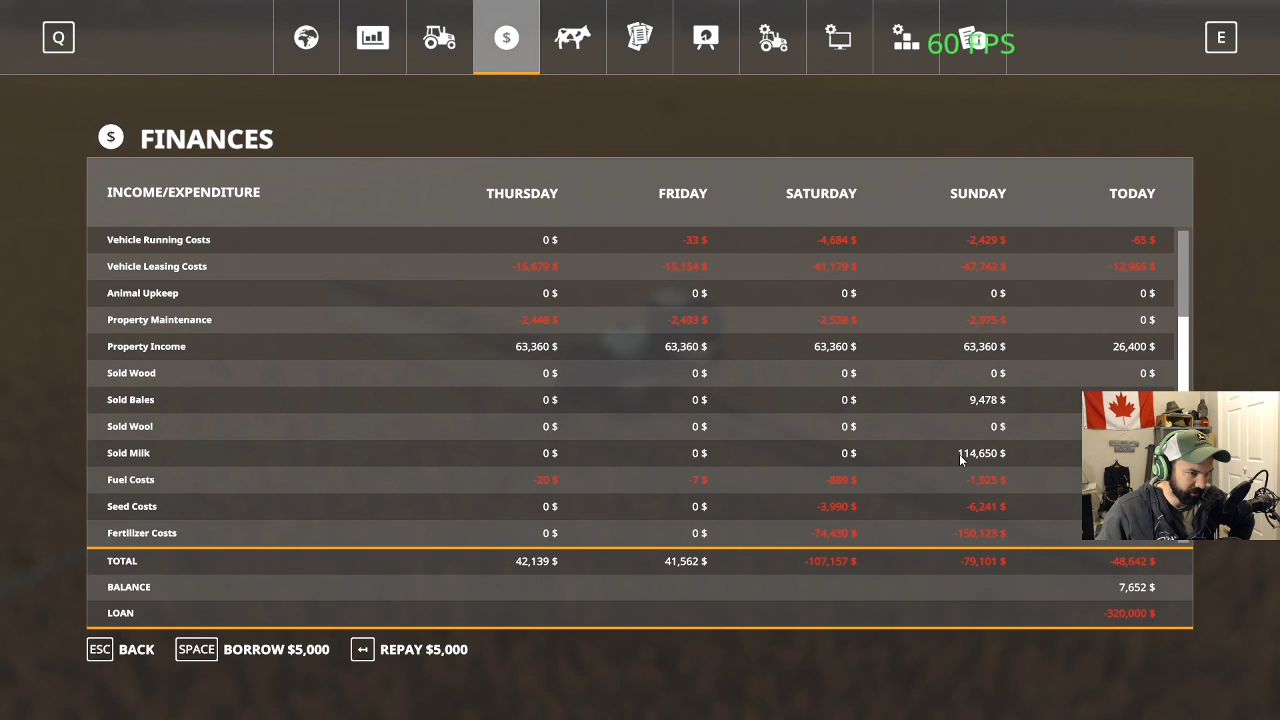 Q
$
60 FPS
E
$ FINANCES
INCOME/EXPENDITURE THURSDAY FRIDAY SATURDAY SUNDAY TODAY
Vehicle Running Costs 0 $ -33 $ -4,684 $ -2,429 $ -65 $
Vehicle Leasing Costs -15,679 $ -15,154 $ -41,179 $ -47,742 $
Animal Upkeep 0 $ 0 $ 0 $ 0 $ 0 $
Property Maintenance -2,448 $ -2,493 $ -2,538 $ -2,975 $ 0 $
Property Income 63,360 $ 63,360 $ 63,360 $ 63,360 $ 26,400 $
Sold Wood 0 $ 0 $ 0 $ 0 $ 0 $
Sold Bales 0 $ 0 $ 0 $ 9,478 $
Sold Wool 0 $ 0 $ 0 $ 0 $
Sold Milk 0 $ 0 $ 0 $ 114,650 $
Fuel Costs -20 $ -7 $ -889 $ -1,925 $
Seed Costs 0 $ 0 $ -3,990 $ -6,241 $
Fertilizer Costs 0 $ 0 $ -74,430 $ -150,123 $
TOTAL 42,139 $ 41,562 $ -107,157 $ -79,101 $ -48,642 $
BALANCE 7,652 $
LOAN -320,000 $
ESC BACK SPACE BORROW $5,000 ↤ REPAY $5,000